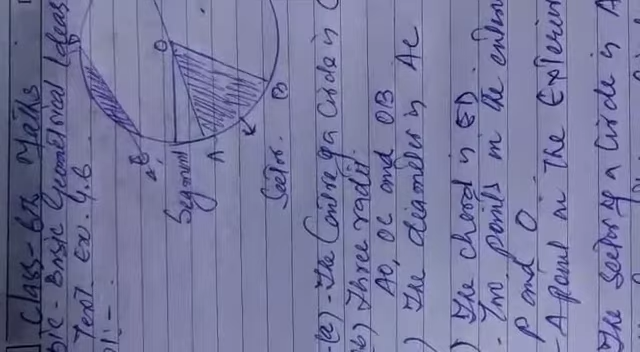 Class - 6th Maths
Basic Geometrical Ideas
Text Ex. 4.6
O
A
B
Segment
Sector.
(a) - The Centre of a Circle is
(b) Three radii
AO, OC and OB
) The diameter is AC
) The chord is ED
- Two points in the
P and O
- A point in the Exterior
The Sector of a Circle is